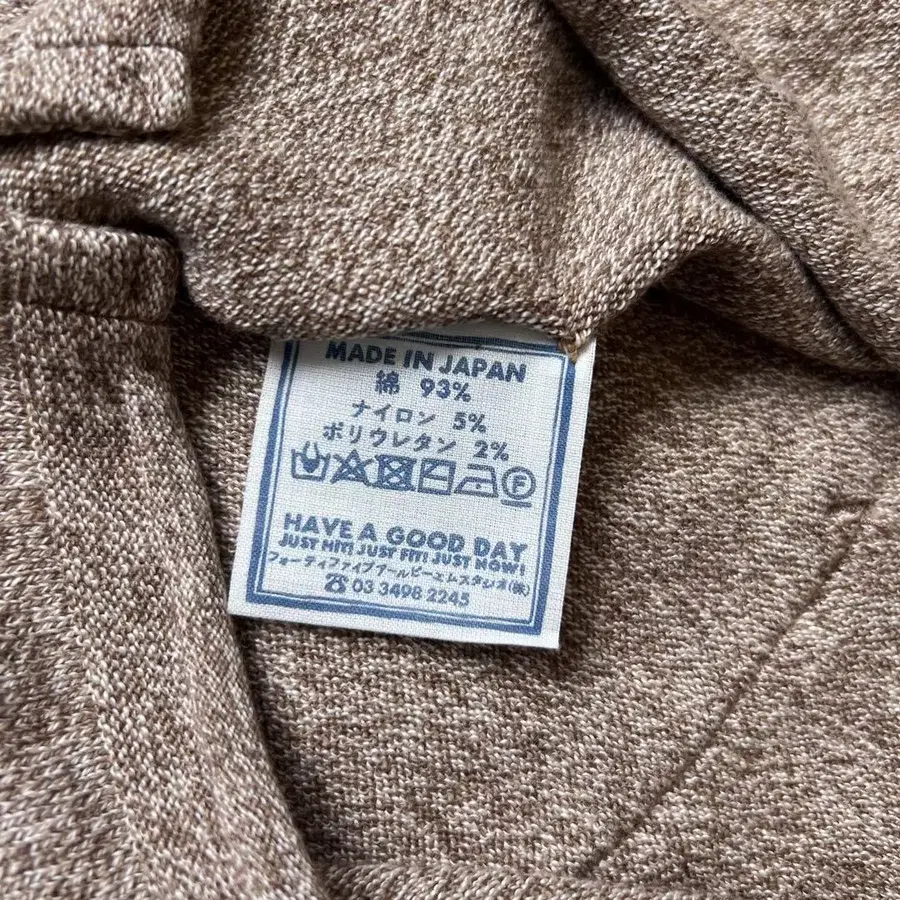 MADE IN JAPAN
綿 93%
ナイロン 5%
ポリウレタン 2%
F
HAVE A GOOD DAY
JUST HIT! JUST FIT! JUST NOW!
フォーティファイブアールピーエムスタジオ(株)
☎ 03 3498 2245